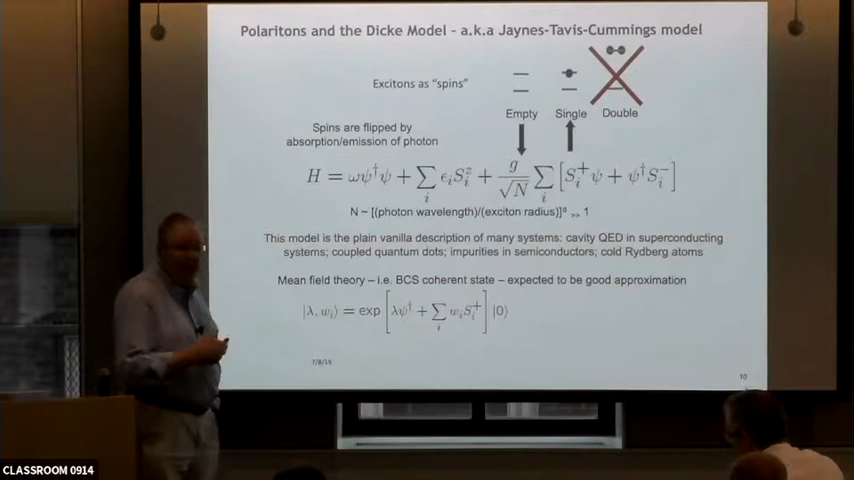 Polaritons and the Dicke Model – a.k.a Jaynes-Tavis-Cummings model
Excitons as "spins"
Empty Single Double
Spins are flipped by
absorption/emission of photon
H = ωψ†ψ + ∑_i ϵ_i S_i^z + g/√N ∑_i [S_i^+ ψ + ψ† S_i^-]
N ~ [(photon wavelength)/(exciton radius)]^d >> 1
This model is the plain vanilla description of many systems: cavity QED in superconducting
systems; coupled quantum dots; impurities in semiconductors; cold Rydberg atoms
Mean field theory – i.e. BCS coherent state – expected to be good approximation
|λ, w_i⟩ = exp [λψ† + ∑_i w_i S_i^+] |0⟩
10
CLASSROOM 0914